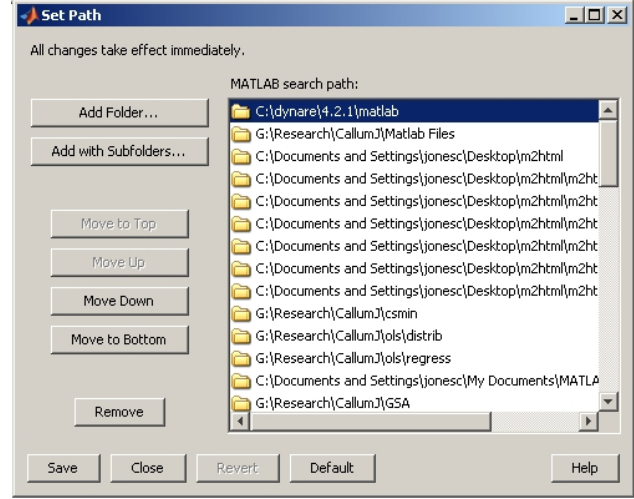 Set Path
All changes take effect immediately.
MATLAB search path:
Add Folder...
Add with Subfolders...
Move to Top
Move Up
Move Down
Move to Bottom
Remove
C:\dynare\4.2.1\matlab
G:\Research\CallumJ\Matlab Files
C:\Documents and Settings\jonesc\Desktop\m2html
C:\Documents and Settings\jonesc\Desktop\m2html\m2ht
C:\Documents and Settings\jonesc\Desktop\m2html\m2ht
C:\Documents and Settings\jonesc\Desktop\m2html\m2ht
C:\Documents and Settings\jonesc\Desktop\m2html\m2ht
C:\Documents and Settings\jonesc\Desktop\m2html\m2ht
C:\Documents and Settings\jonesc\Desktop\m2html\m2ht
G:\Research\CallumJ\csmin
G:\Research\CallumJ\ols\distrib
G:\Research\CallumJ\ols\regress
C:\Documents and Settings\jonesc\My Documents\MATLA
G:\Research\CallumJ\GSA
Save
Close
Revert
Default
Help